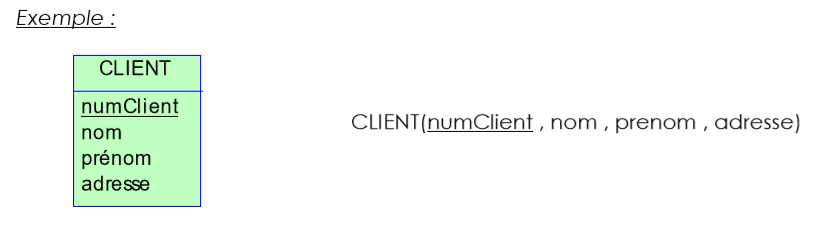 Exemple :
CLIENT
numClient
nom
prénom
adresse
CLIENT(numClient , nom , prenom , adresse)